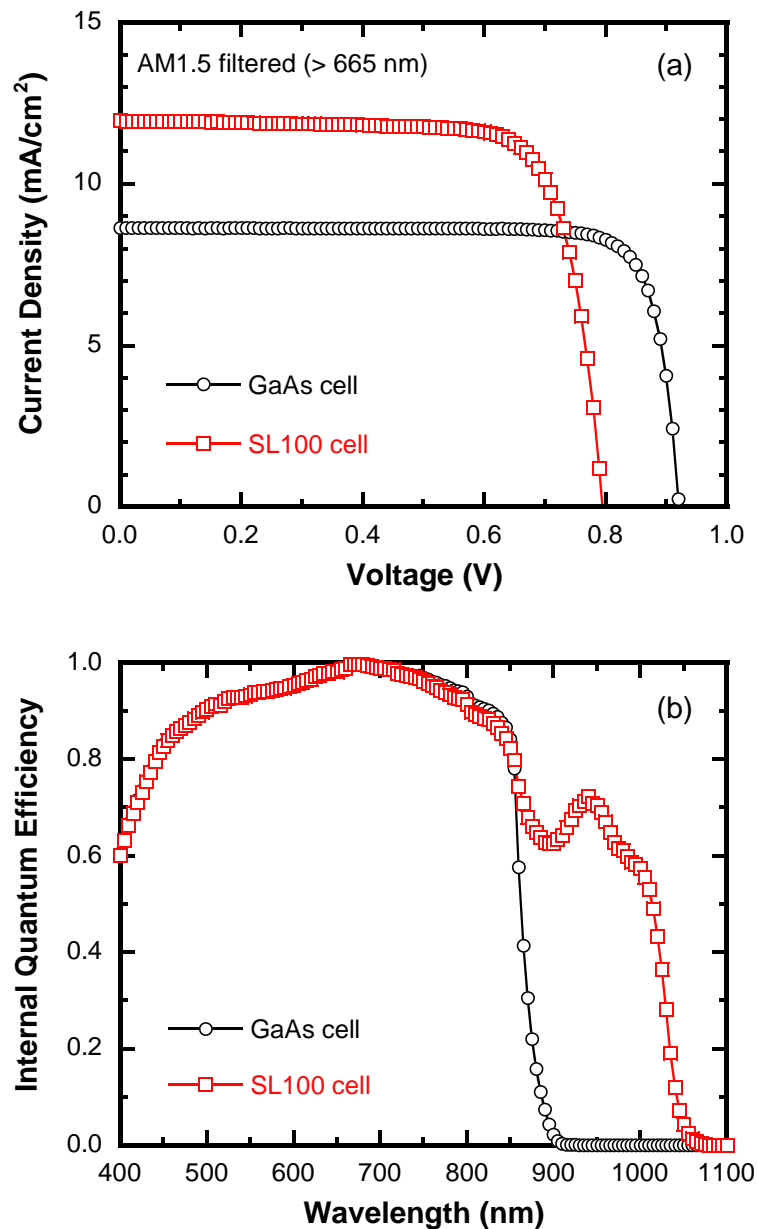 15
AM1.5 filtered (> 665 nm)
(a)
10
5
0
Current Density (mA/cm²)
GaAs cell
SL100 cell
0.0 0.2 0.4 0.6 0.8 1.0
Voltage (V)
1.0
(b)
0.8
0.6
0.4
0.2
0.0
Internal Quantum Efficiency
GaAs cell
SL100 cell
400 500 600 700 800 900 1000 1100
Wavelength (nm)